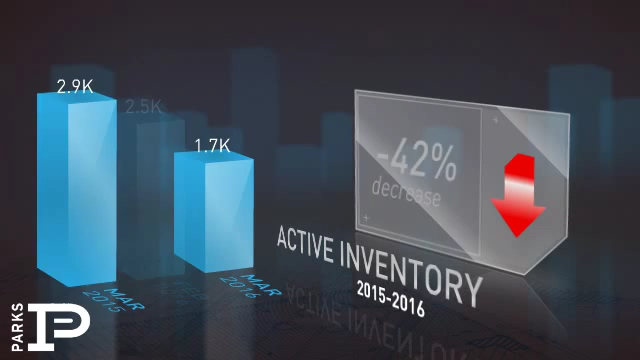 2.9K
2.5K
1.7K
MAR
2015
MAR
2016
-42%
decrease
ACTIVE INVENTORY
2015-2016
PARKS
P